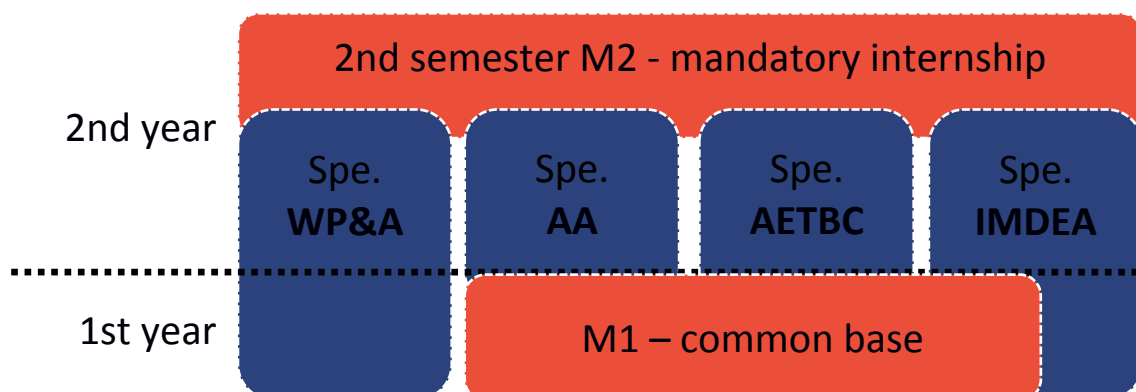 2nd semester M2 - mandatory internship
2nd year
Spe.
WP&A
Spe.
AA
Spe.
AETBC
Spe.
IMDEA
1st year
M1 – common base